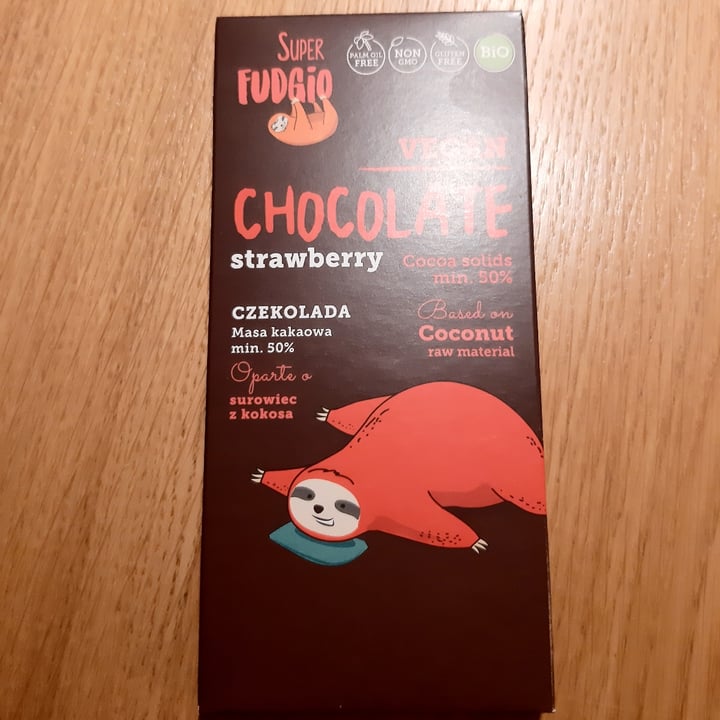 SUPER
FUDGiO
PALM OIL
FREE
NON
GMO
GLUTEN
FREE
BiO
VEGAN
CHOCOLATE
strawberry
Cocoa solids
min. 50%
CZEKOLADA
Masa kakaowa
min. 50%
Based on
Coconut
raw material
Oparte o
surowiec
z kokosa